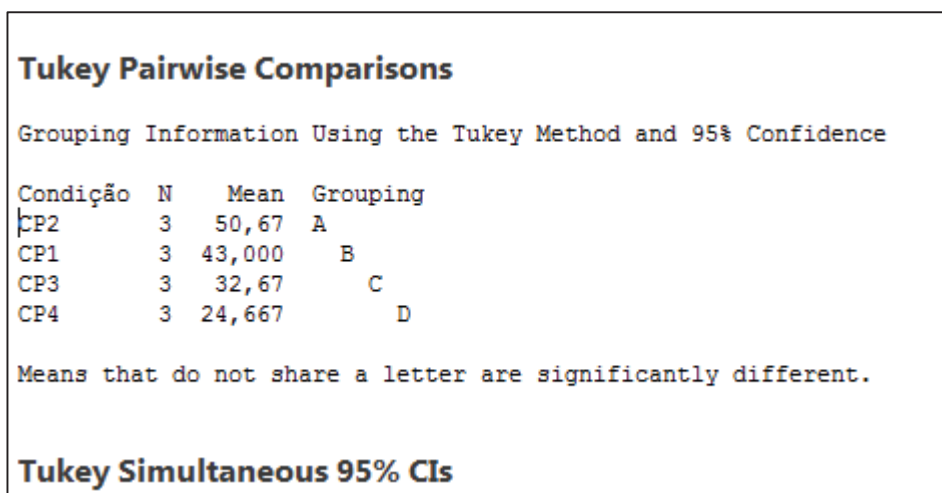 Tukey Pairwise Comparisons
Grouping Information Using the Tukey Method and 95% Confidence
Condição  N    Mean  Grouping
CP2       3   50,67  A
CP1       3  43,000    B
CP3       3   32,67      C
CP4       3  24,667        D
Means that do not share a letter are significantly different.
Tukey Simultaneous 95% CIs